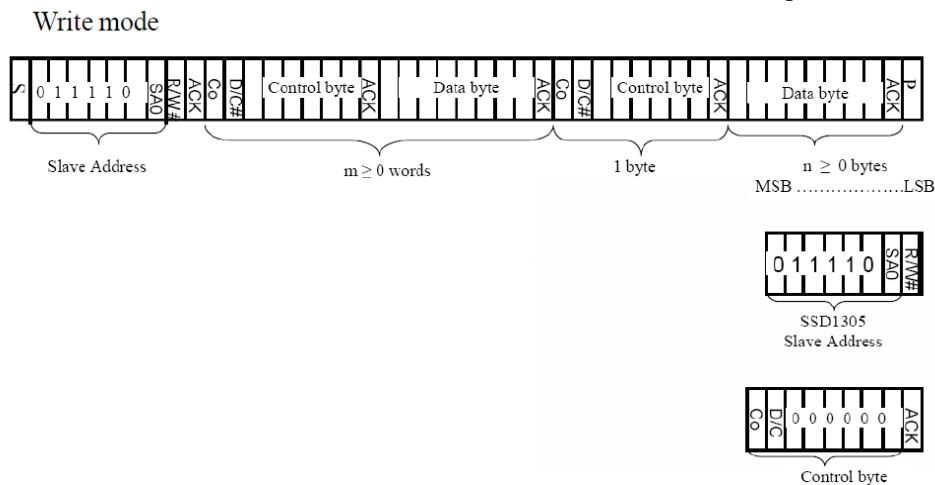 Write mode
S 0 1 1 1 1 0 SA0 R/W# ACK Co D/C# Control byte ACK Data byte ACK Co D/C# Control byte ACK Data byte ACK P
Slave Address
m ≥ 0 words
1 byte
n ≥ 0 bytes
MSB ....................LSB
0 1 1 1 1 0 SA0 R/W#
SSD1305
Slave Address
Co D/C 0 0 0 0 0 0 ACK
Control byte